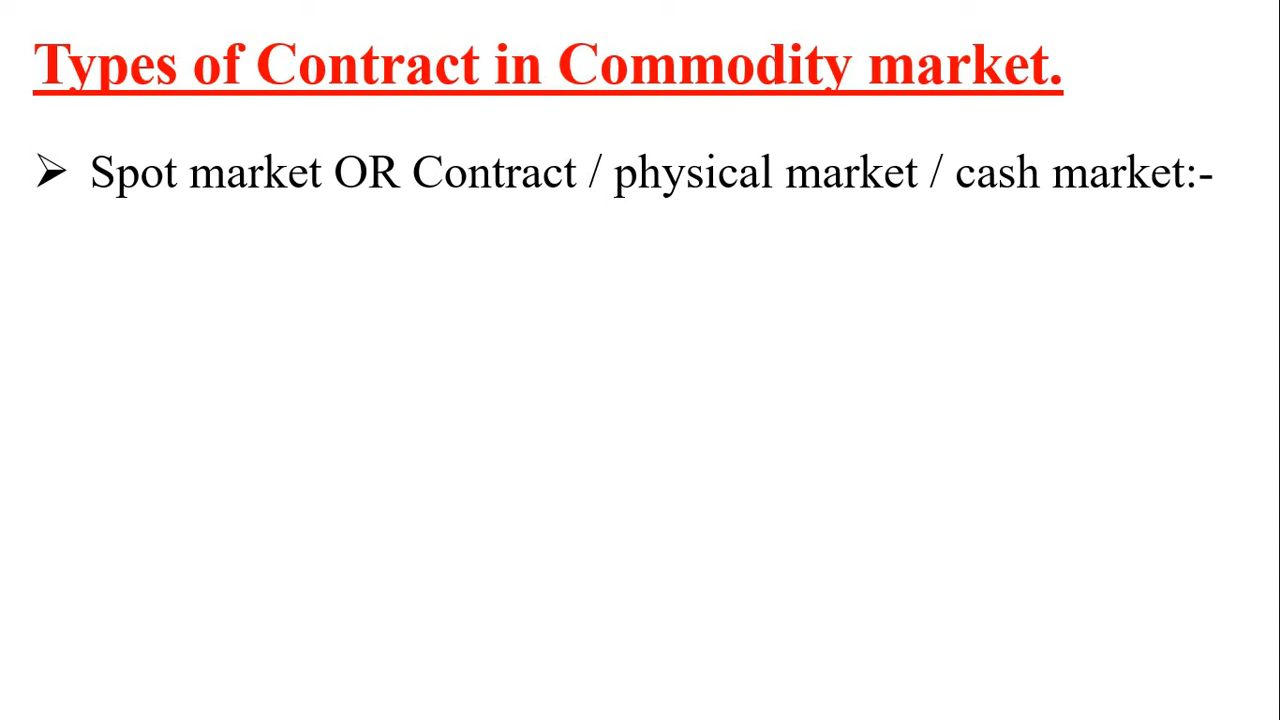 Types of Contract in Commodity market.
➢ Spot market OR Contract / physical market / cash market:-